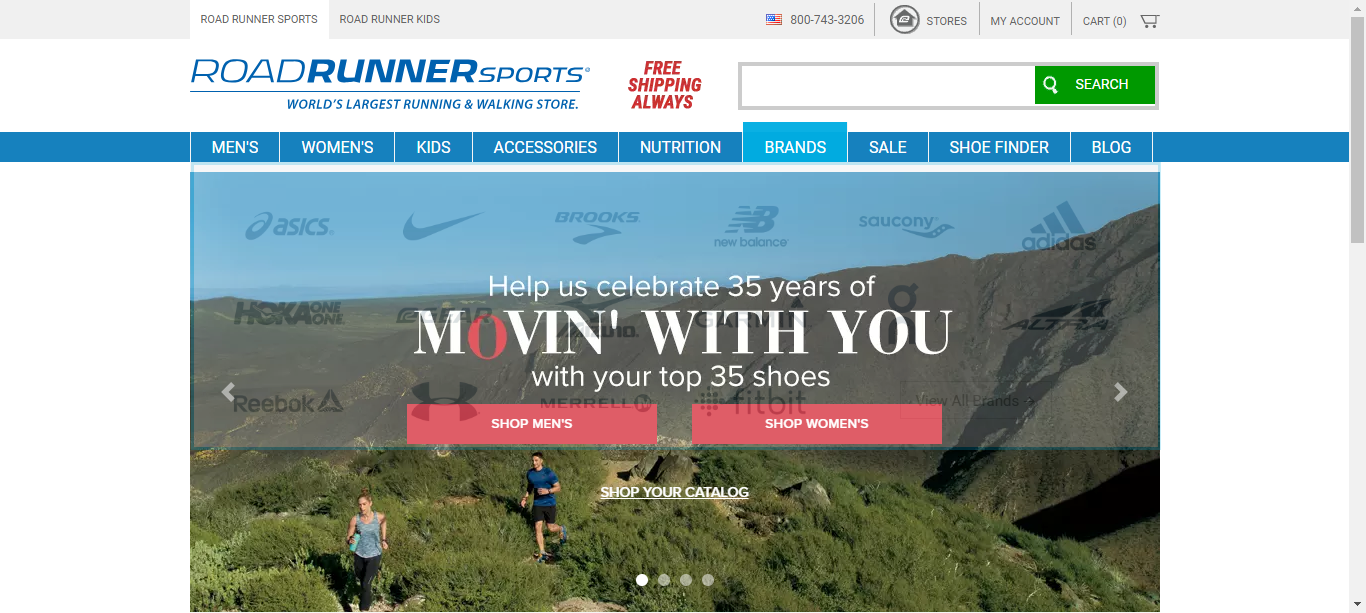 ROAD RUNNER SPORTS
ROAD RUNNER KIDS
800-743-3206
STORES
MY ACCOUNT
CART (0)
ROADRUNNERSPORTS®
WORLD'S LARGEST RUNNING & WALKING STORE.
FREE
SHIPPING
ALWAYS
SEARCH
MEN'S
WOMEN'S
KIDS
ACCESSORIES
NUTRITION
BRANDS
SALE
SHOE FINDER
BLOG
asics
BROOKS
new balance
saucony
adidas
Help us celebrate 35 years of
HOKA ONE ONE
GEAR
GARMIN
ALTRA
MOVIN' WITH YOU
with your top 35 shoes
Reebok
MERRELL
fitbit
View All Brands →
SHOP MEN'S
SHOP WOMEN'S
SHOP YOUR CATALOG